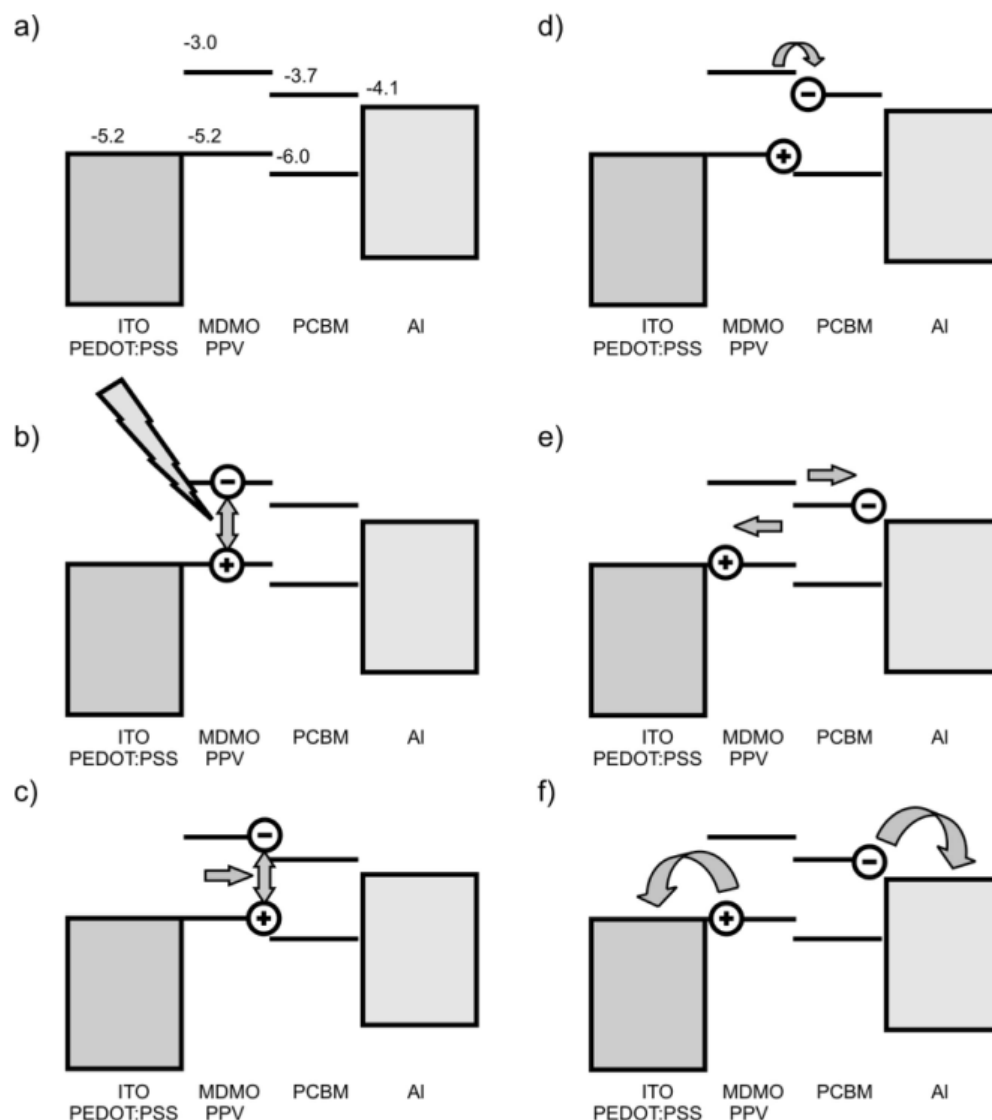 a)
-3.0
-3.7
-4.1
-5.2
-5.2
-6.0
ITO MDMO PCBM Al
PEDOT:PSS PPV
d)
−
+
ITO MDMO PCBM Al
PEDOT:PSS PPV
b)
−
+
ITO MDMO PCBM Al
PEDOT:PSS PPV
e)
−
+
ITO MDMO PCBM Al
PEDOT:PSS PPV
c)
−
+
ITO MDMO PCBM Al
PEDOT:PSS PPV
f)
−
+
ITO MDMO PCBM Al
PEDOT:PSS PPV